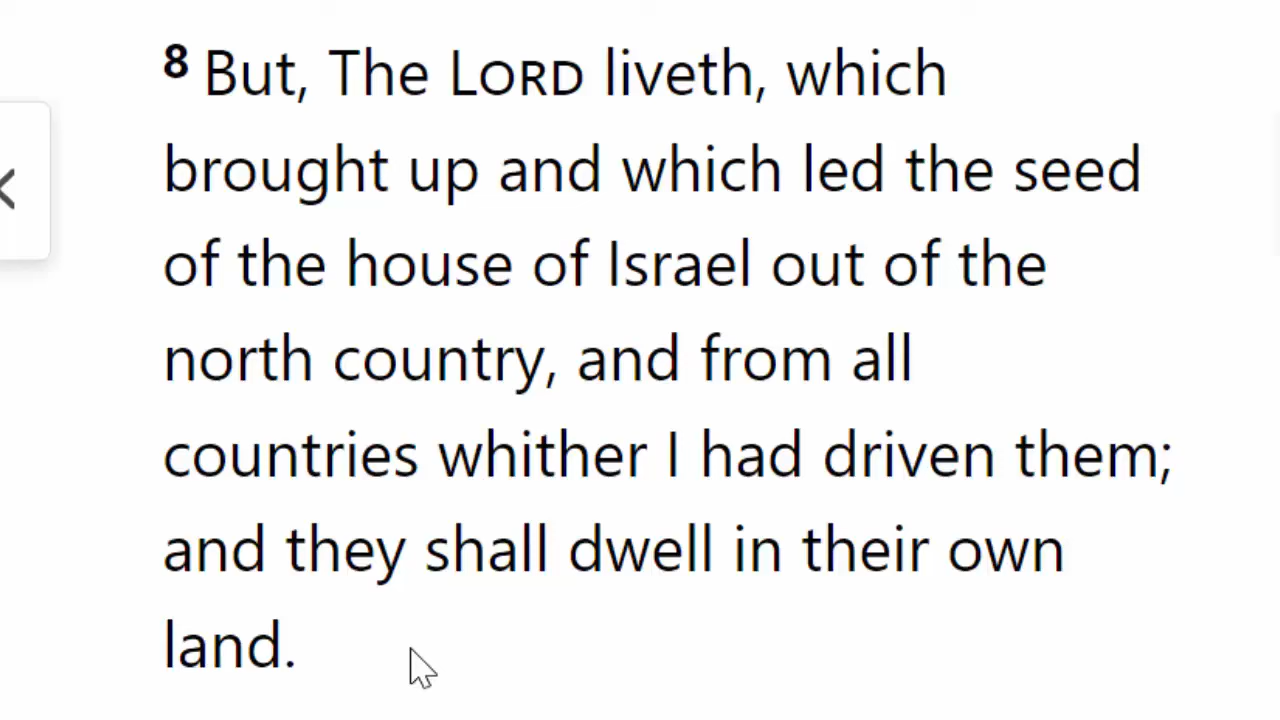 8 But, The LORD liveth, which
brought up and which led the seed
of the house of Israel out of the
north country, and from all
countries whither I had driven them;
and they shall dwell in their own
land.